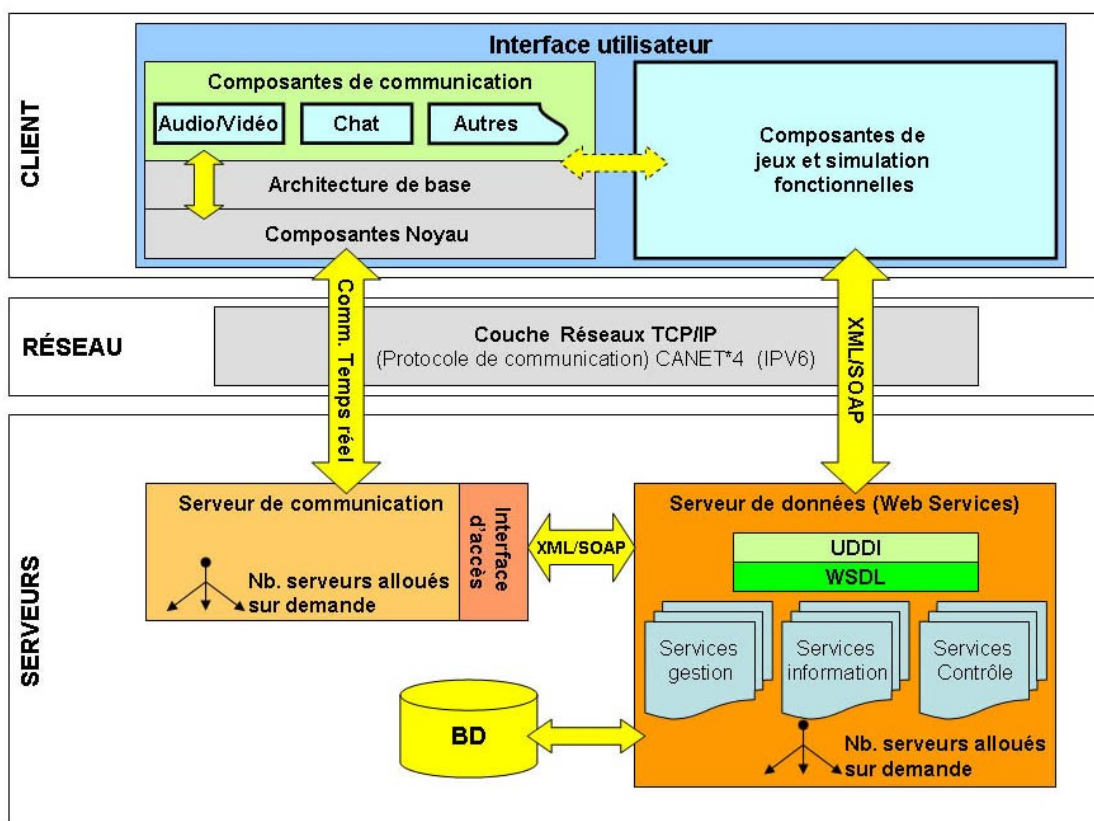 CLIENT
Interface utilisateur
Composantes de communication
Audio/Vidéo
Chat
Autres
Architecture de base
Composantes Noyau
Composantes de
jeux et simulation
fonctionnelles
RÉSEAU
Couche Réseaux TCP/IP
(Protocole de communication) CANET*4 (IPV6)
Comm. Temps réel
XML/SOAP
SERVEURS
Serveur de communication
Nb. serveurs alloués
sur demande
Interface
d'accès
XML/SOAP
Serveur de données (Web Services)
UDDI
WSDL
Services
gestion
Services
information
Services
Contrôle
Nb. serveurs alloués
sur demande
BD